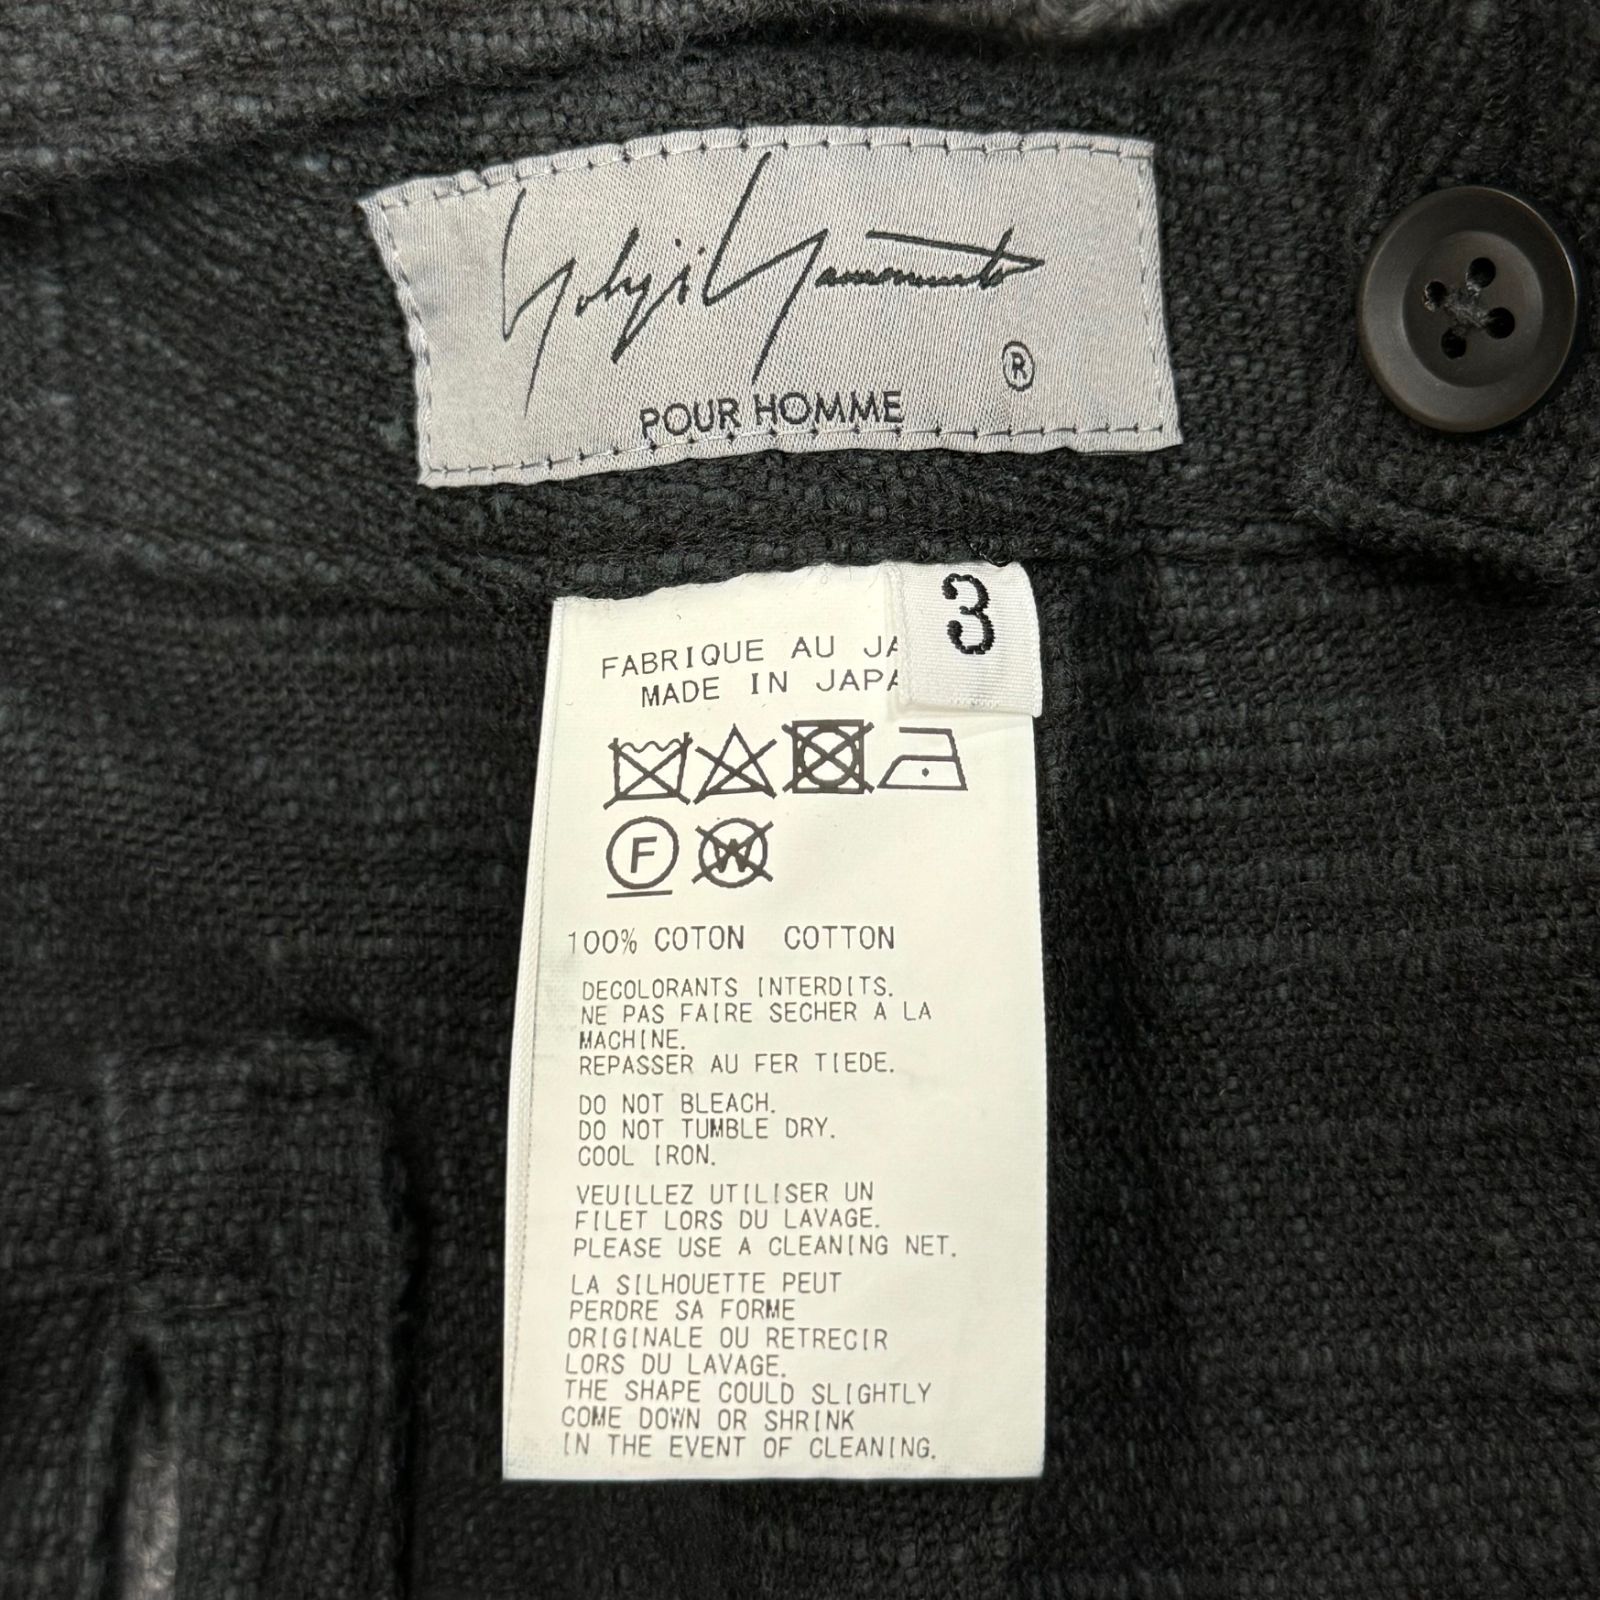 Yohji Yamamoto
®
POUR HOMME
3
FABRIQUE AU JA
MADE IN JAPA
F
W
100% COTON COTTON
DECOLORANTS INTERDITS.
NE PAS FAIRE SECHER A LA
MACHINE.
REPASSER AU FER TIEDE.
DO NOT BLEACH.
DO NOT TUMBLE DRY.
COOL IRON.
VEUILLEZ UTILISER UN
FILET LORS DU LAVAGE.
PLEASE USE A CLEANING NET.
LA SILHOUETTE PEUT
PERDRE SA FORME
ORIGINALE OU RETRECIR
LORS DU LAVAGE.
THE SHAPE COULD SLIGHTLY
COME DOWN OR SHRINK
IN THE EVENT OF CLEANING.